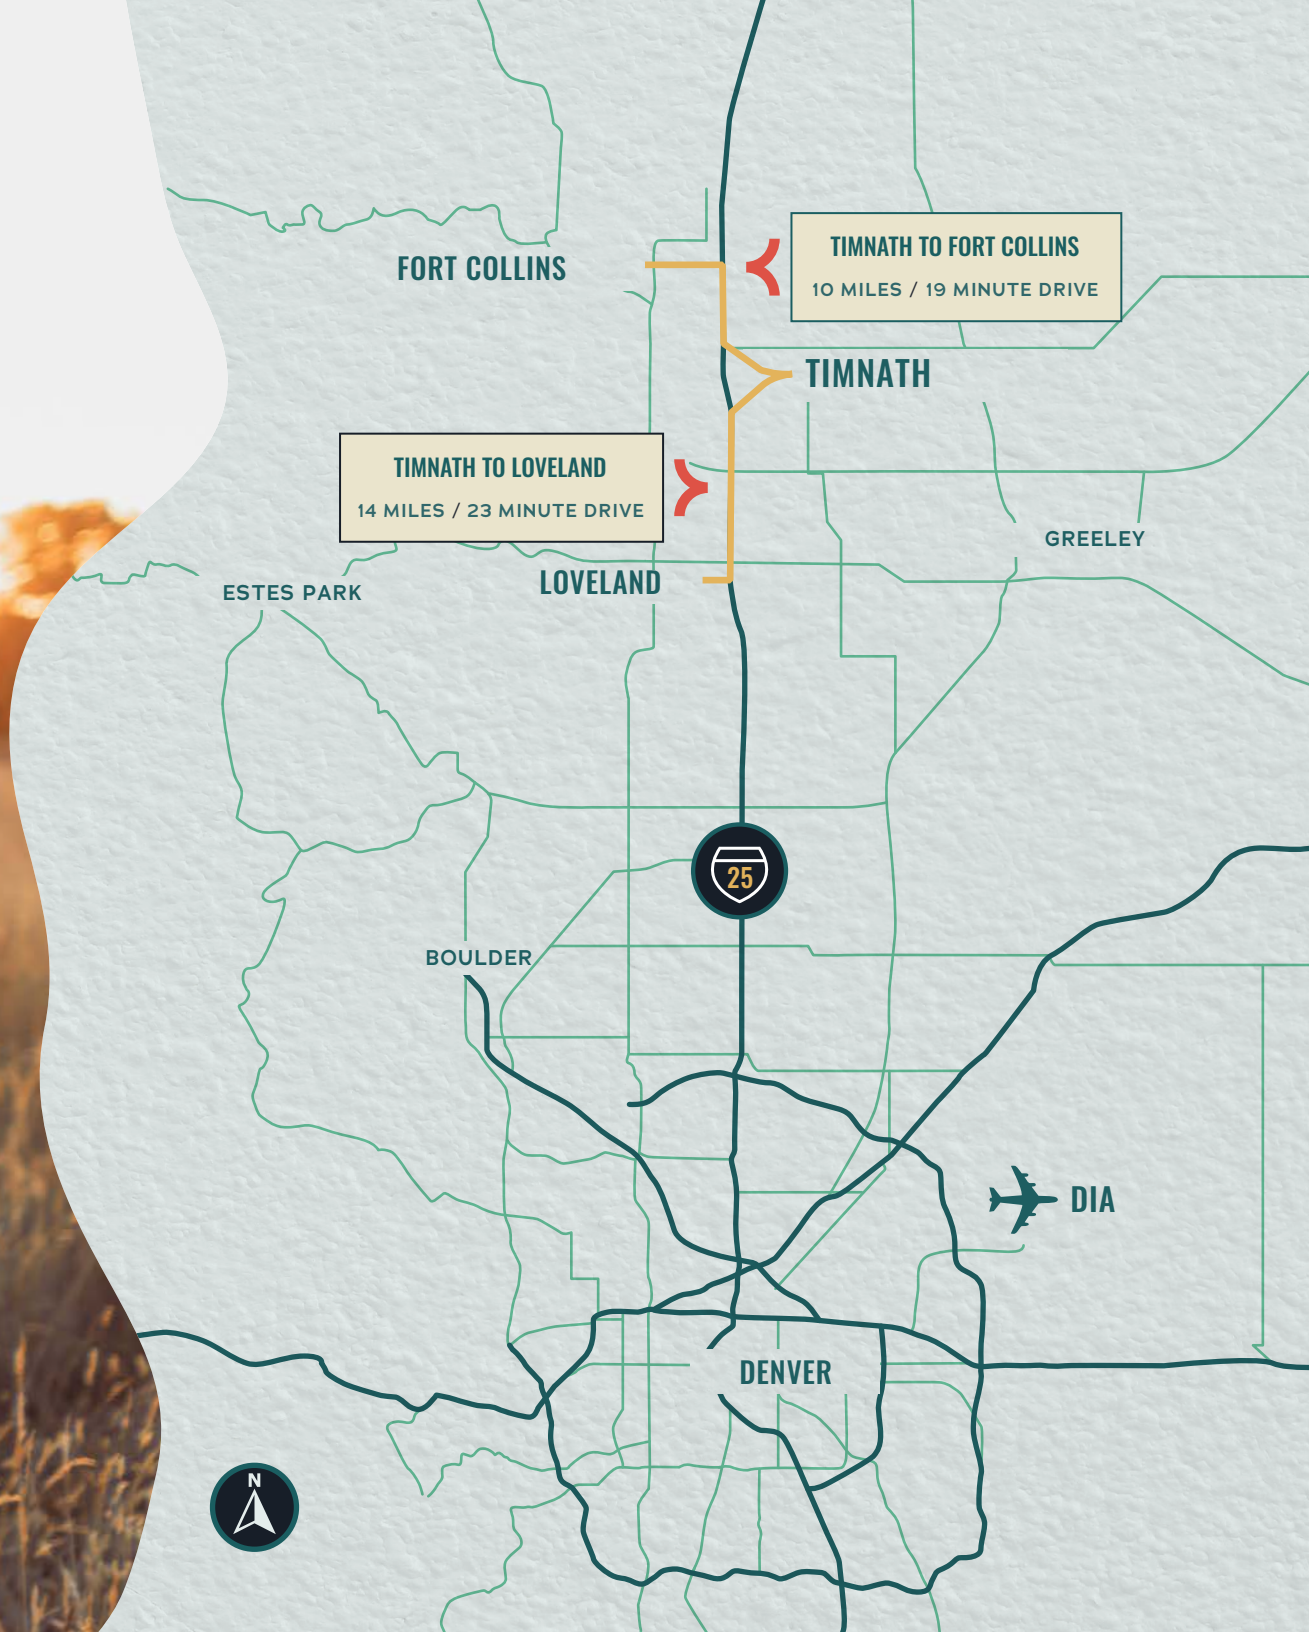 TIMNATH TO FORT COLLINS
10 MILES / 19 MINUTE DRIVE
FORT COLLINS
TIMNATH
TIMNATH TO LOVELAND
14 MILES / 23 MINUTE DRIVE
GREELEY
LOVELAND
ESTES PARK
25
BOULDER
DIA
DENVER
N